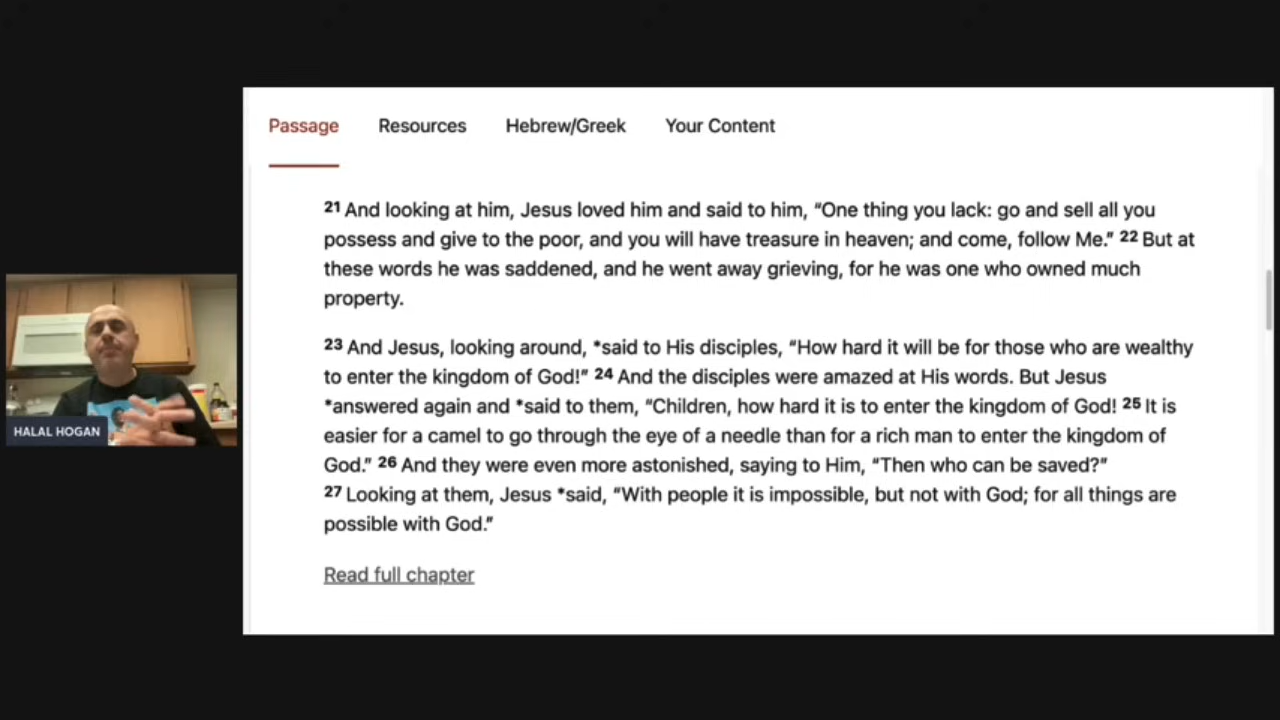 Passage Resources Hebrew/Greek Your Content
21 And looking at him, Jesus loved him and said to him, “One thing you lack: go and sell all you
possess and give to the poor, and you will have treasure in heaven; and come, follow Me.” 22 But at
these words he was saddened, and he went away grieving, for he was one who owned much
property.
23 And Jesus, looking around, *said to His disciples, “How hard it will be for those who are wealthy
to enter the kingdom of God!” 24 And the disciples were amazed at His words. But Jesus
*answered again and *said to them, “Children, how hard it is to enter the kingdom of God! 25 It is
easier for a camel to go through the eye of a needle than for a rich man to enter the kingdom of
God.” 26 And they were even more astonished, saying to Him, “Then who can be saved?”
27 Looking at them, Jesus *said, “With people it is impossible, but not with God; for all things are
possible with God.”
Read full chapter
HALAL HOGAN